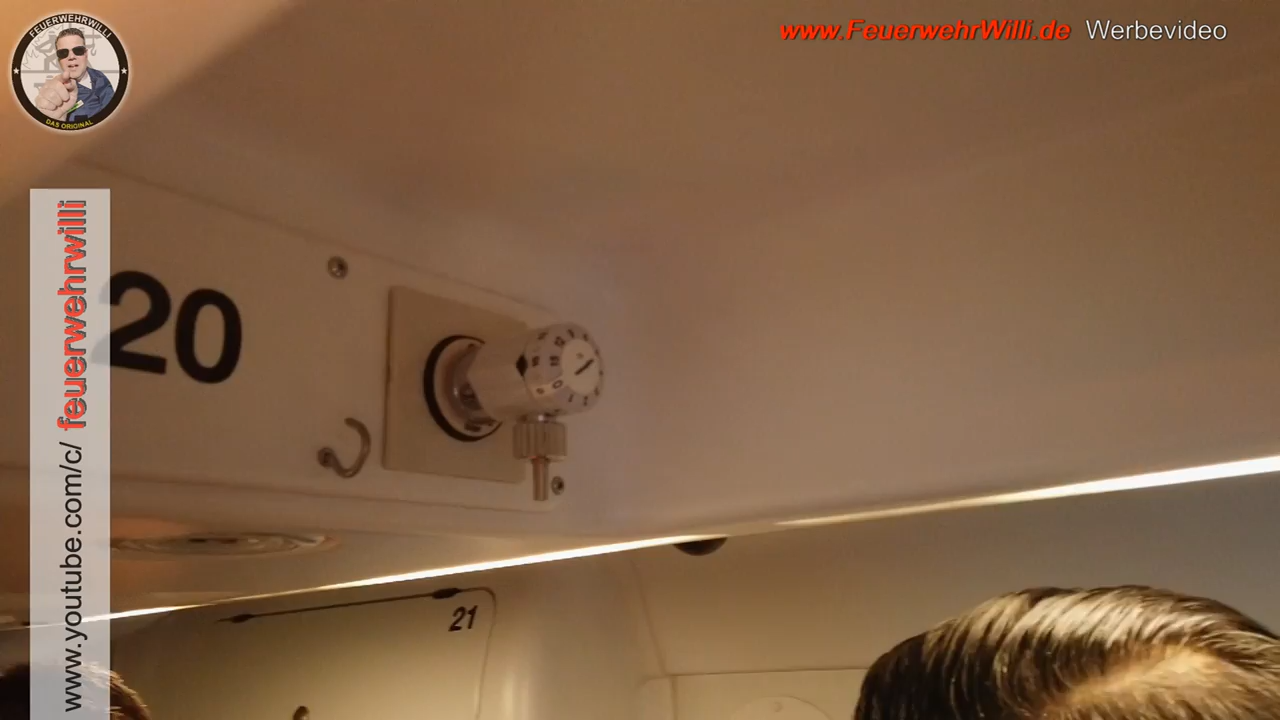 FEUERWEHRWILLI
DAS ORIGINAL
www.FeuerwehrWilli.de Werbevideo
www.youtube.com/c/feuerwehrwilli
20
21